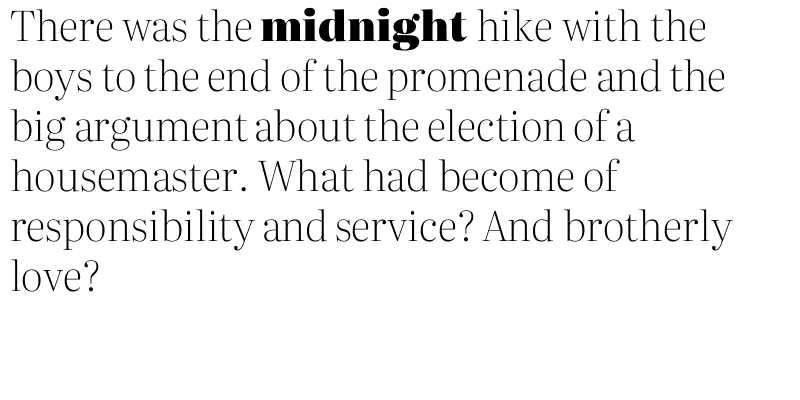 There was the midnight hike with the
boys to the end of the promenade and the
big argument about the election of a
housemaster. What had become of
responsibility and service? And brotherly
love?